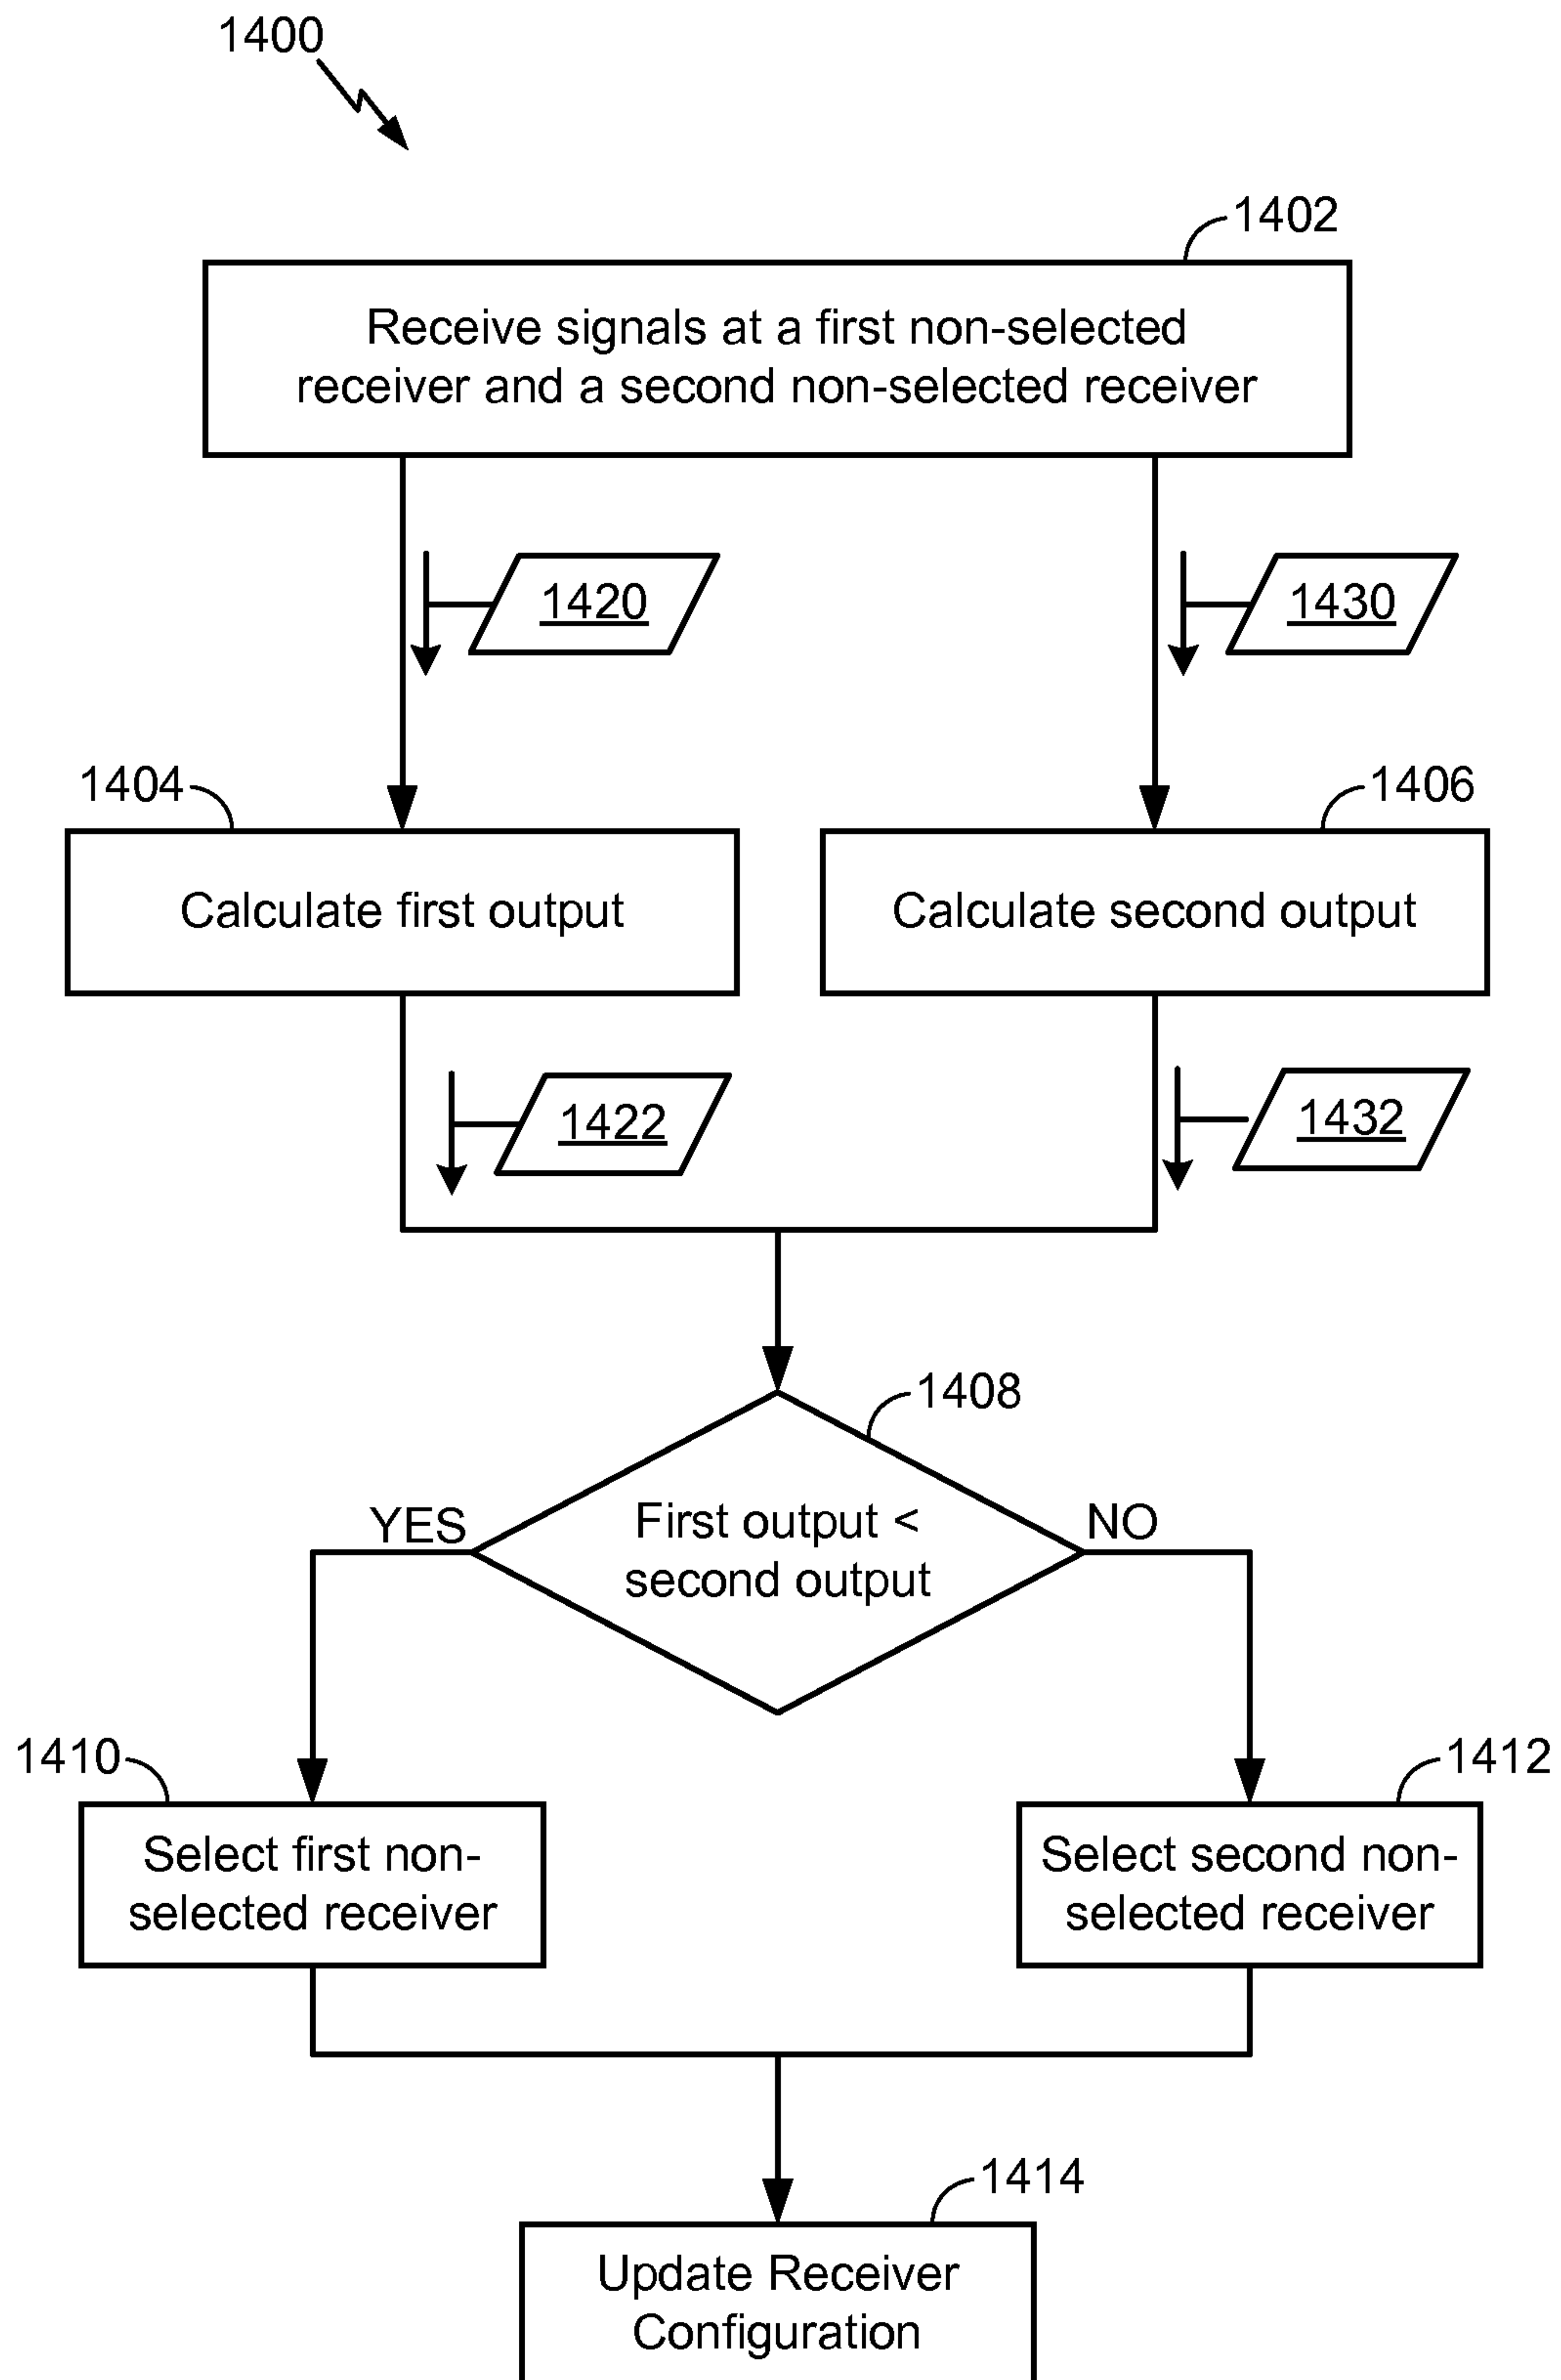 1400
1402
Receive signals at a first non-selected
receiver and a second non-selected receiver
1420
1430
1404
1406
Calculate first output
Calculate second output
1422
1432
1408
YES
First output <
second output
NO
1410
1412
Select first non-
selected receiver
Select second non-
selected receiver
1414
Update Receiver
Configuration